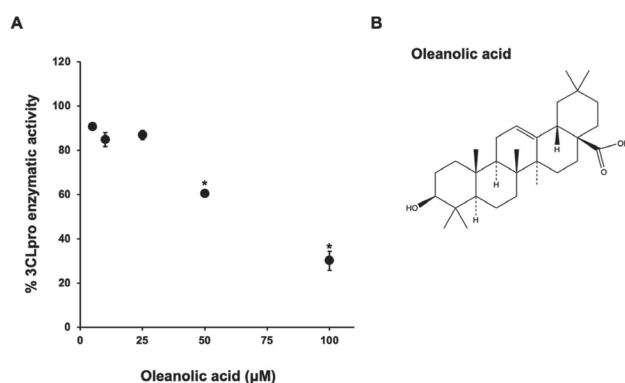 A
120
100
80
60
40
20
0
% 3CLpro enzymatic activity
*
*
0 25 50 75 100
Oleanolic acid (µM)
B
Oleanolic acid
H
H
H
O
HO